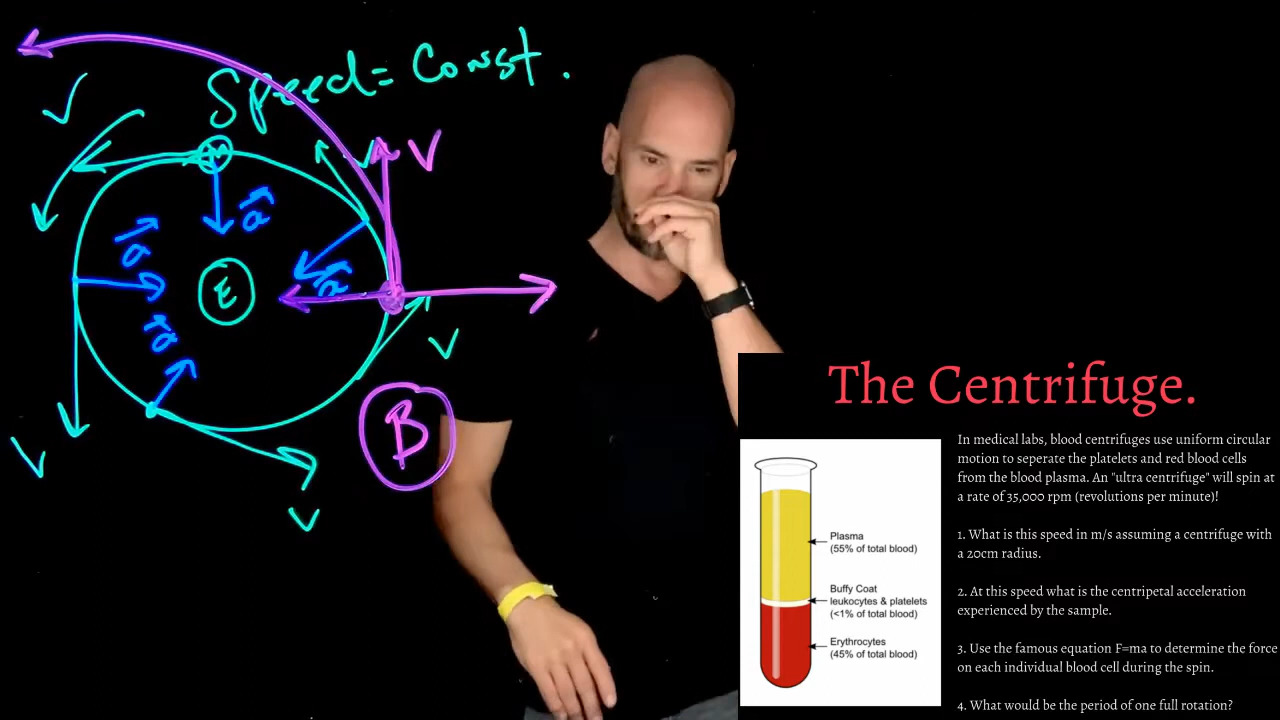 Speed = Const.
V
V
V
a
a
a
a
E
V
B
V
V
The Centrifuge.
In medical labs, blood centrifuges use uniform circular
motion to seperate the platelets and red blood cells
from the blood plasma. An "ultra centrifuge" will spin at
a rate of 35,000 rpm (revolutions per minute)!
1. What is this speed in m/s assuming a centrifuge with
a 20cm radius.
2. At this speed what is the centripetal acceleration
experienced by the sample.
3. Use the famous equation F=ma to determine the force
on each individual blood cell during the spin.
4. What would be the period of one full rotation?
Plasma
(55% of total blood)
Buffy Coat
leukocytes & platelets
(<1% of total blood)
Erythrocytes
(45% of total blood)